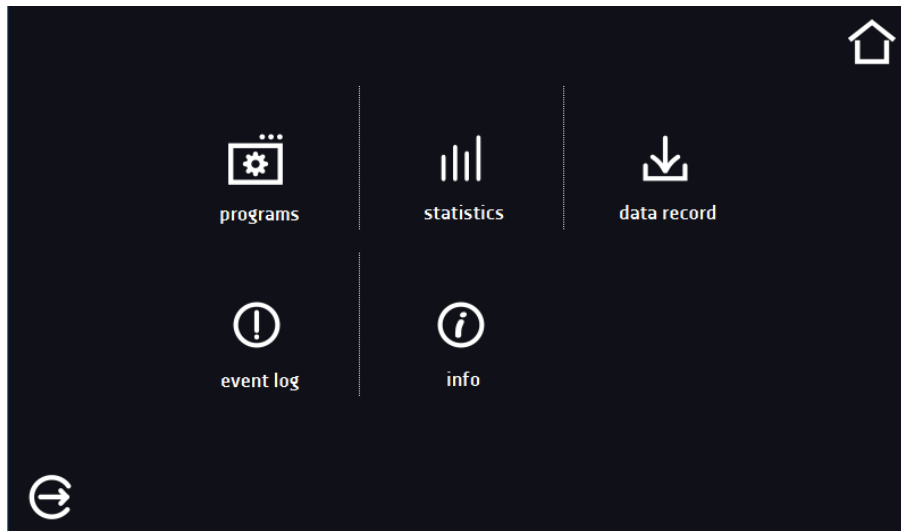 programs
statistics
data record
event log
info